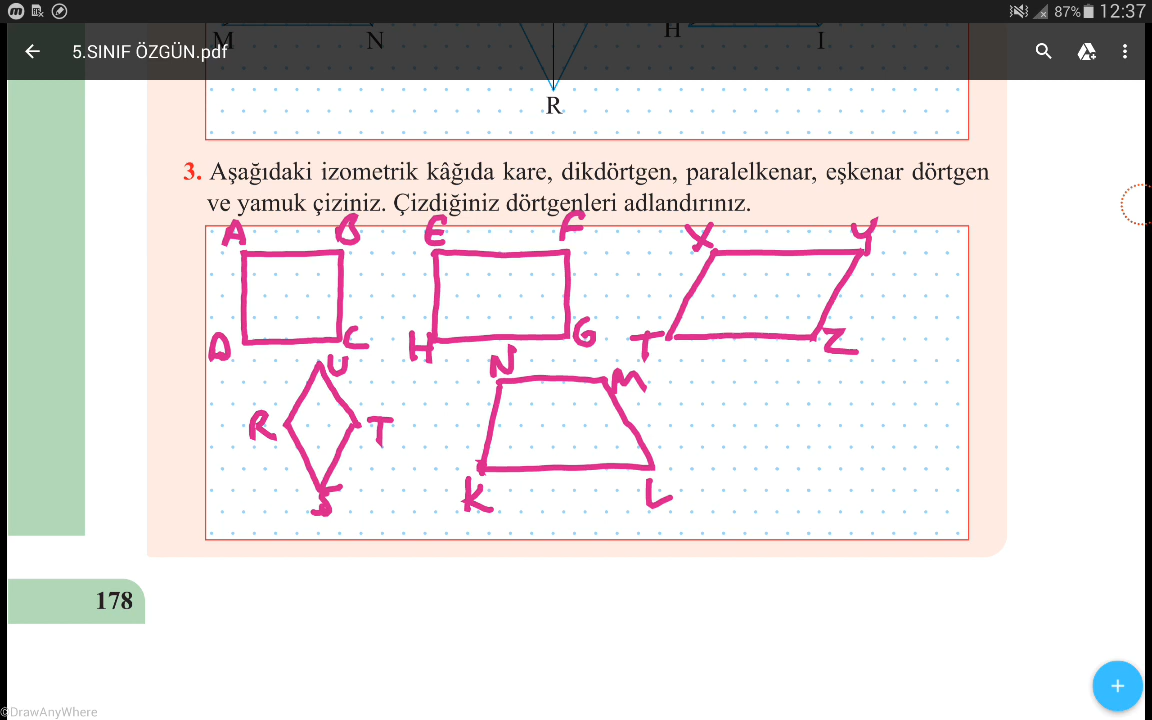 87% 12:37
5.SINIF ÖZGÜN.pdf
M N H I
R
3. Aşağıdaki izometrik kâğıda kare, dikdörtgen, paralelkenar, eşkenar dörtgen
ve yamuk çiziniz. Çizdiğiniz dörtgenleri adlandırınız.
A B E F X Y
D C H G T Z
U N M
R T
S K L
178
©DrawAnyWhere